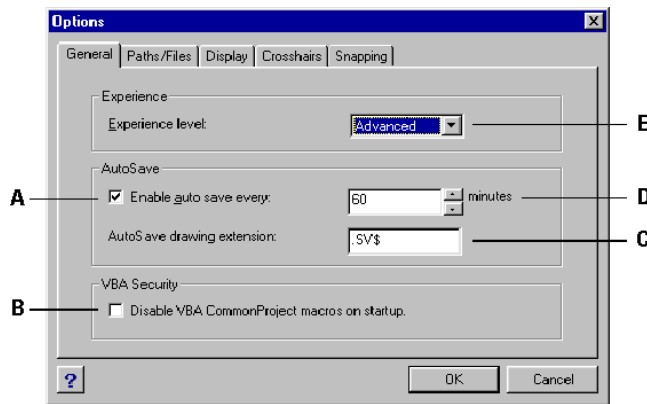 Options
General Paths/Files Display Crosshairs Snapping
Experience
Experience level: Advanced E
AutoSave
A Enable auto save every: 60 minutes D
AutoSave drawing extension: .SV$ C
VBA Security
B Disable VBA CommonProject macros on startup.
? OK Cancel